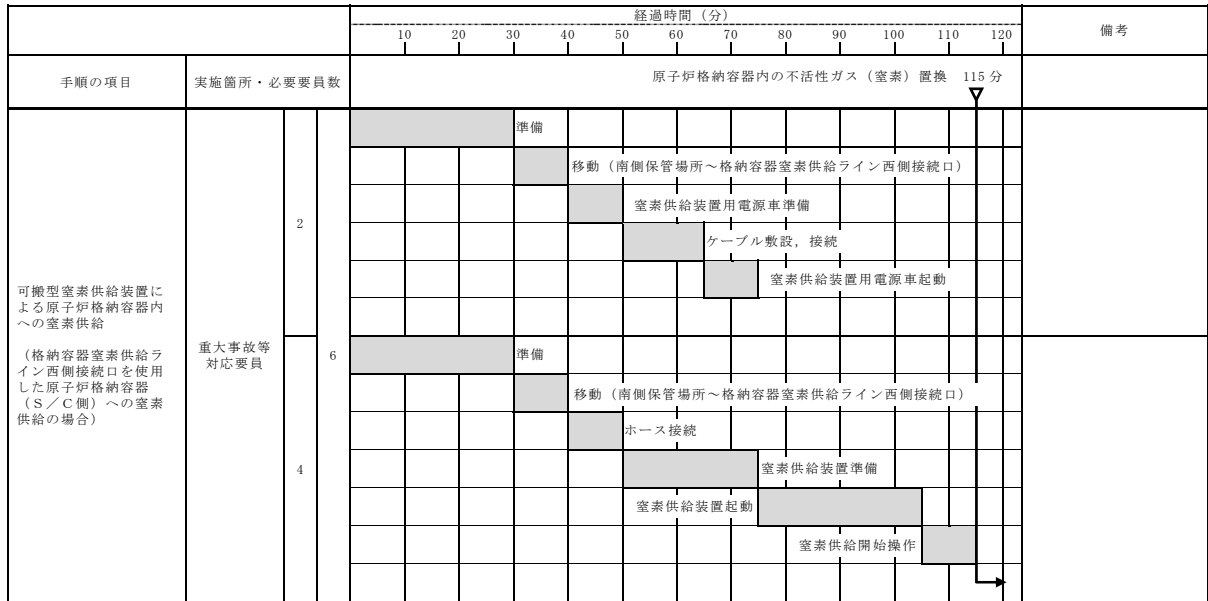 経過時間（分）
備考
10 20 30 40 50 60 70 80 90 100 110 120
手順の項目
実施箇所・必要要員数
原子炉格納容器内の不活性ガス（窒素）置換 115分
可搬型窒素供給装置に
よる原子炉格納容器内
への窒素供給
（格納容器窒素供給ラ
イン西側接続口を使用
した原子炉格納容器
（Ｓ／Ｃ側）への窒素
供給の場合）
重大事故等
対応要員
6
2
準備
移動（南側保管場所～格納容器窒素供給ライン西側接続口）
窒素供給装置用電源車準備
ケーブル敷設，接続
窒素供給装置用電源車起動
4
準備
移動（南側保管場所～格納容器窒素供給ライン西側接続口）
ホース接続
窒素供給装置準備
窒素供給装置起動
窒素供給開始操作